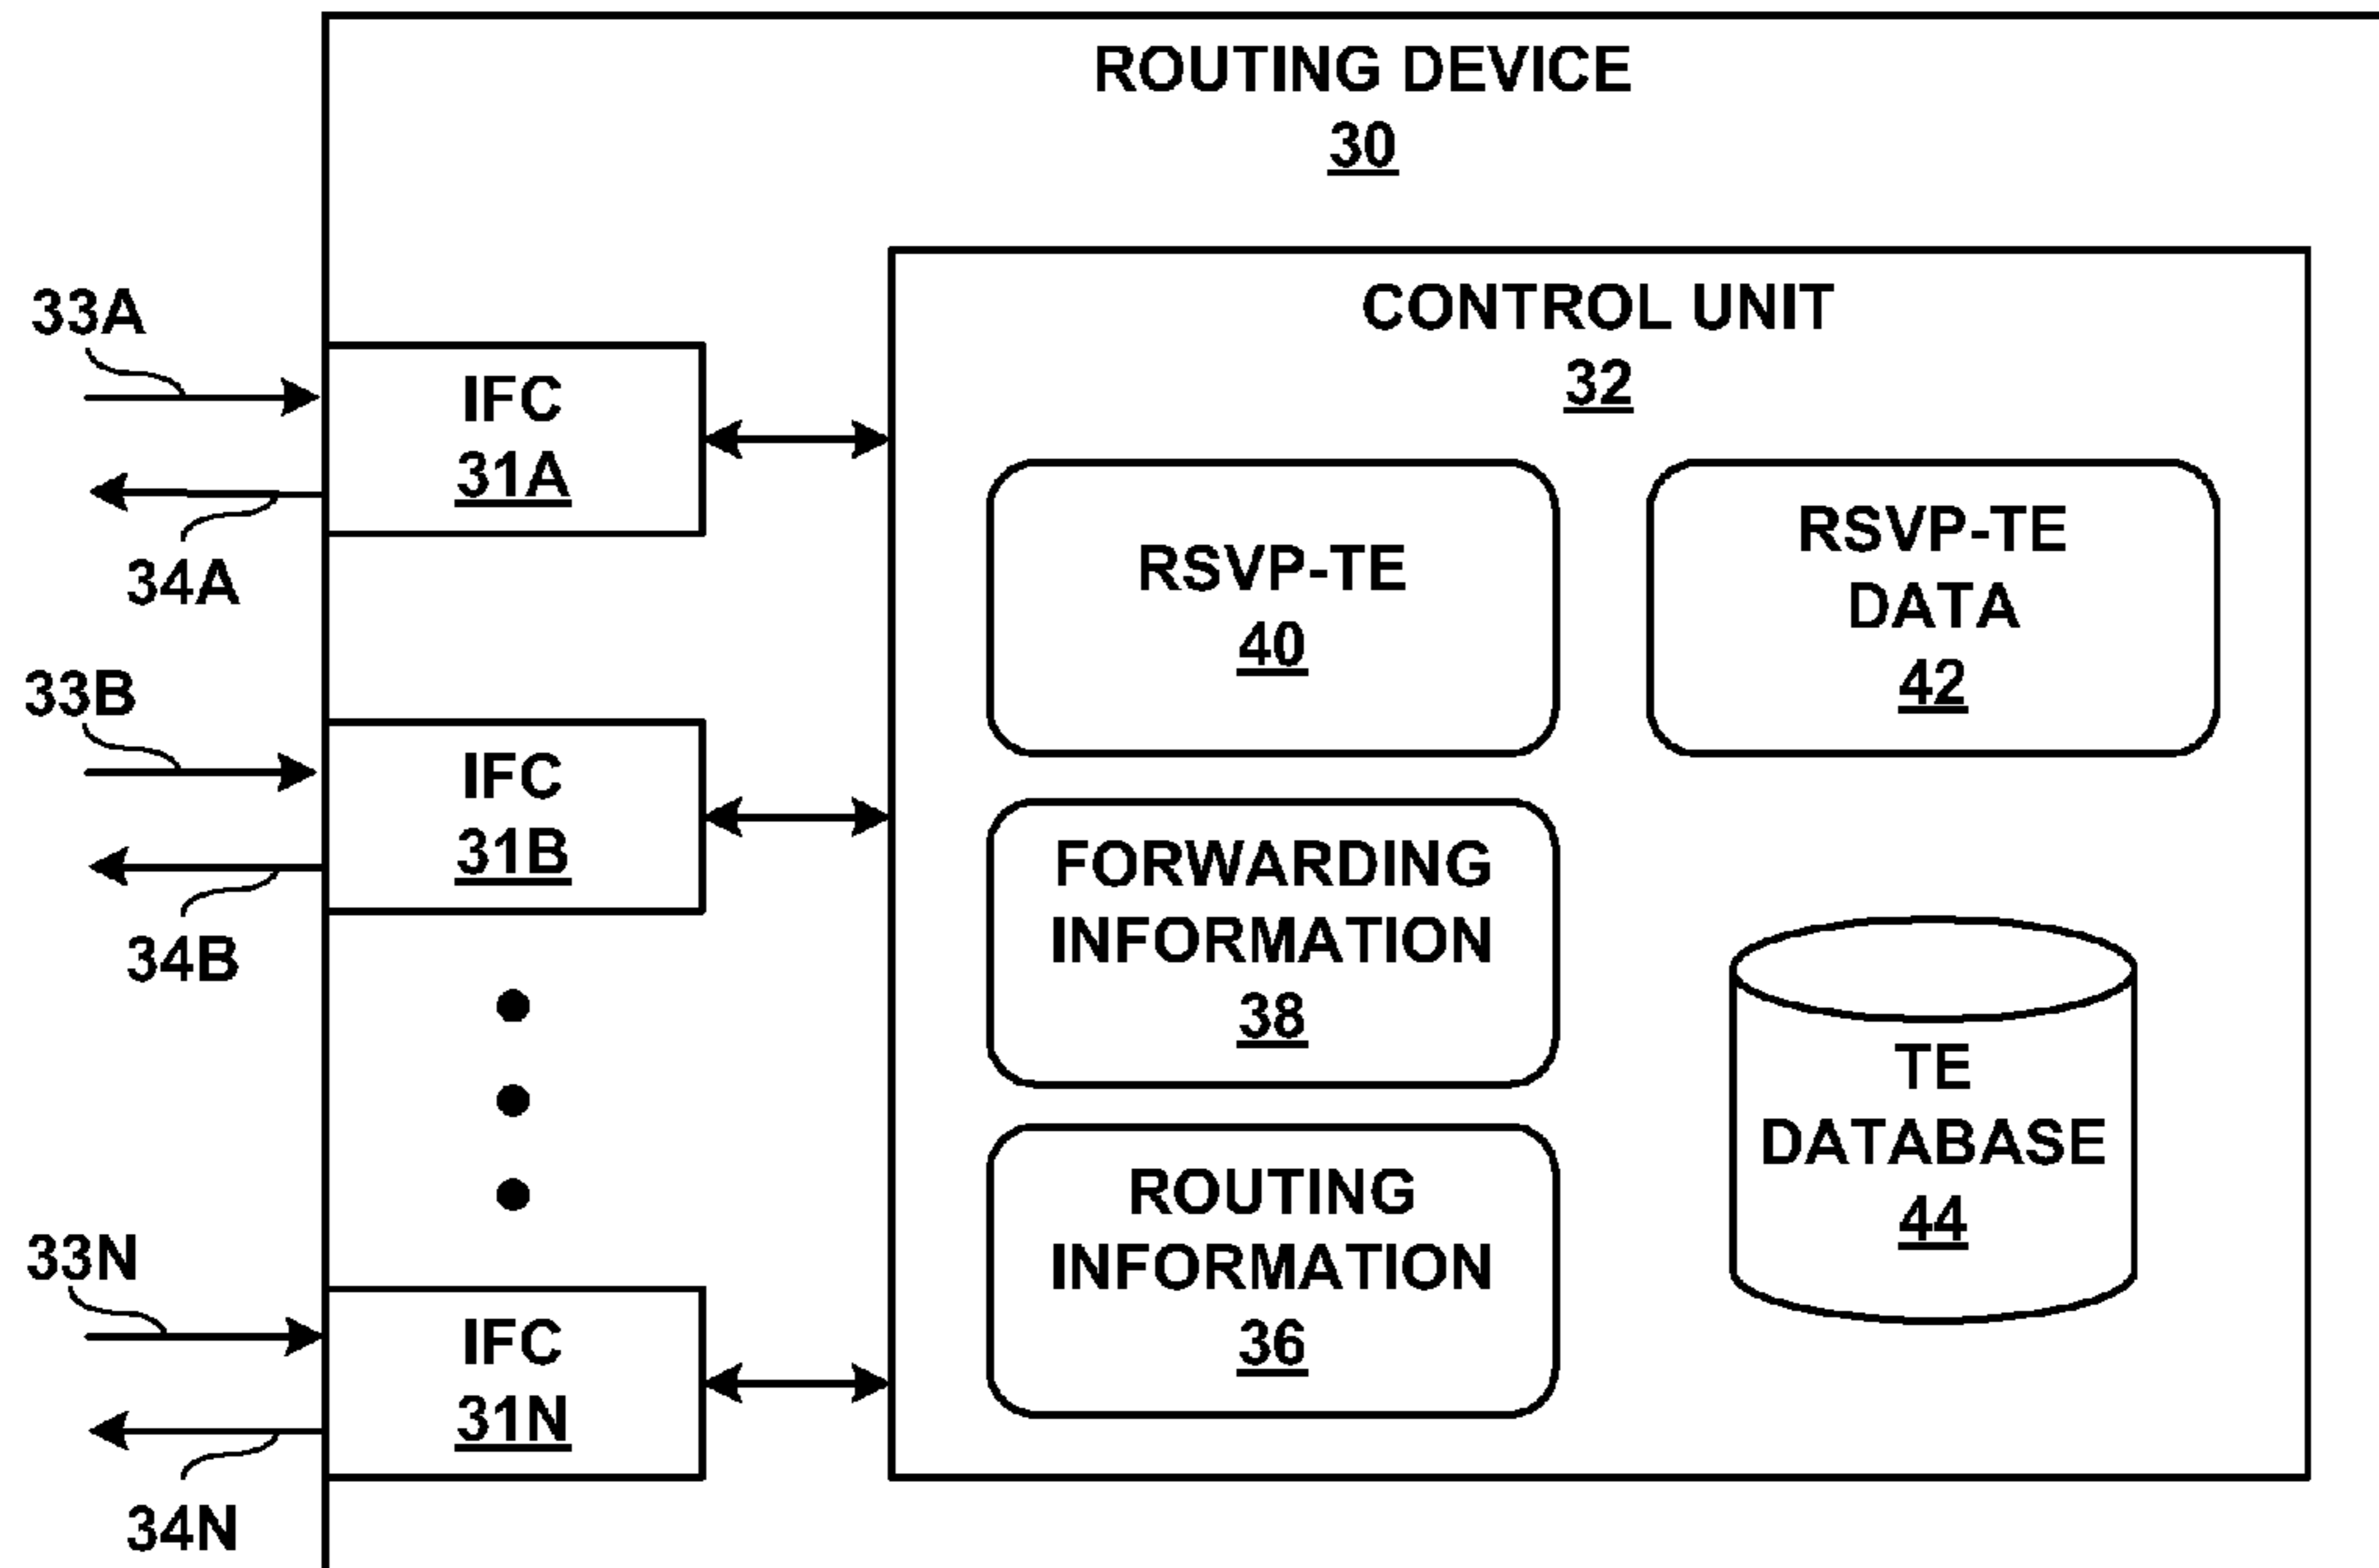 ROUTING DEVICE
30
CONTROL UNIT
32
33A
IFC
31A
34A
RSVP-TE
40
RSVP-TE
DATA
42
33B
IFC
31B
34B
FORWARDING
INFORMATION
38
TE
DATABASE
44
ROUTING
INFORMATION
36
33N
IFC
31N
34N